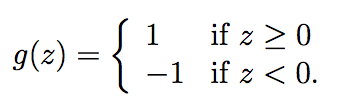 g(z) = { 1 if z ≥ 0
−1 if z < 0.